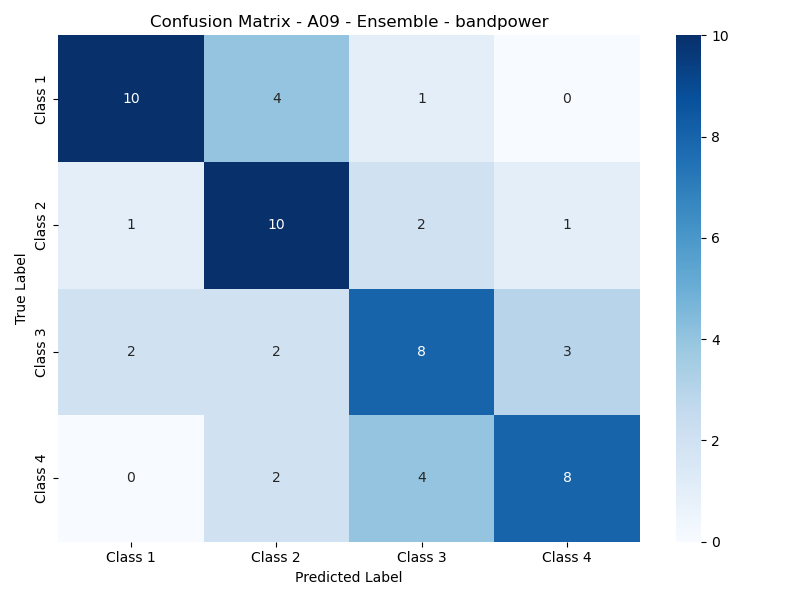 Confusion Matrix - A09 - Ensemble - bandpower
True Label
Class 1
10 4 1 0
Class 2
1 10 2 1
Class 3
2 2 8 3
Class 4
0 2 4 8
Class 1 Class 2 Class 3 Class 4
Predicted Label
10
8
6
4
2
0